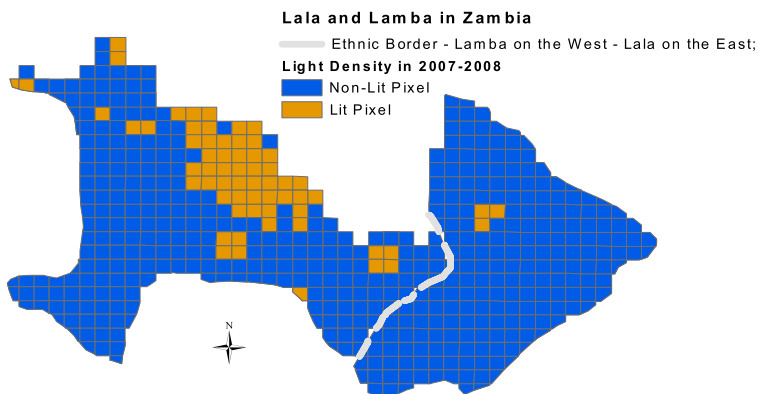 Lala and Lamba in Zambia
Ethnic Border - Lamba on the West - Lala on the East;
Light Density in 2007-2008
Non-Lit Pixel
Lit Pixel
N